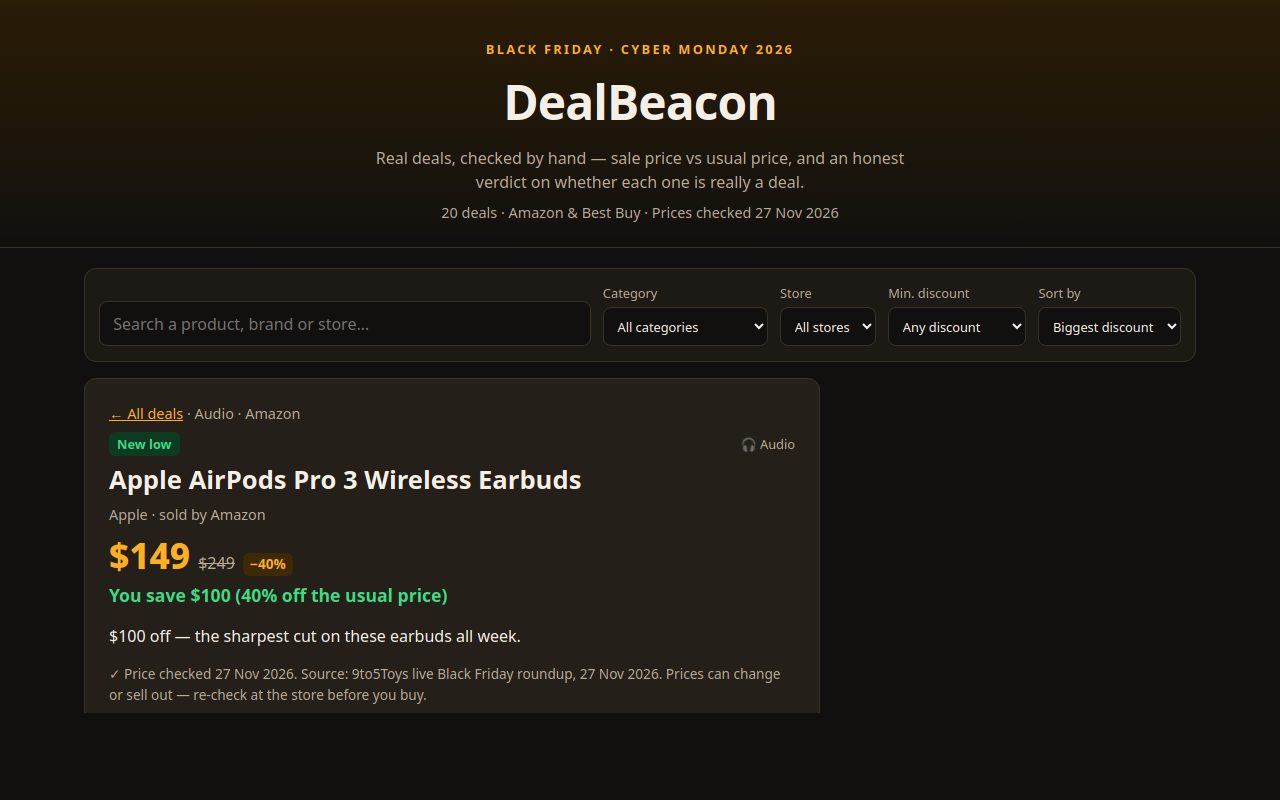 BLACK FRIDAY · CYBER MONDAY 2026
DealBeacon
Real deals, checked by hand — sale price vs usual price, and an honest
verdict on whether each one is really a deal.
20 deals · Amazon & Best Buy · Prices checked 27 Nov 2026
Category
Store
Min. discount
Sort by
Search a product, brand or store...
All categories
All stores
Any discount
Biggest discount
← All deals · Audio · Amazon
New low
🎧 Audio
Apple AirPods Pro 3 Wireless Earbuds
Apple · sold by Amazon
$149 $249 −40%
You save $100 (40% off the usual price)
$100 off — the sharpest cut on these earbuds all week.
✓ Price checked 27 Nov 2026. Source: 9to5Toys live Black Friday roundup, 27 Nov 2026. Prices can change
or sell out — re-check at the store before you buy.